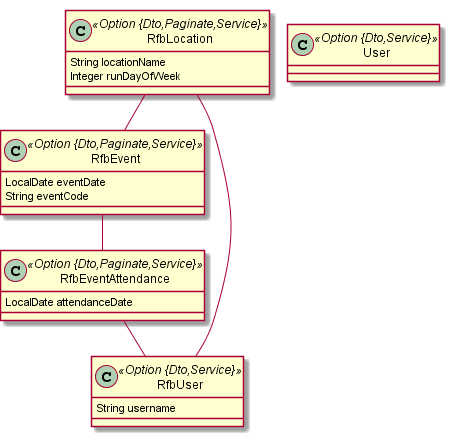 C «Option {Dto,Paginate,Service}»
RfbLocation
String locationName
Integer runDayOfWeek
C «Option {Dto,Service}»
User
C «Option {Dto,Paginate,Service}»
RfbEvent
LocalDate eventDate
String eventCode
C «Option {Dto,Paginate,Service}»
RfbEventAttendance
LocalDate attendanceDate
C «Option {Dto,Service}»
RfbUser
String username